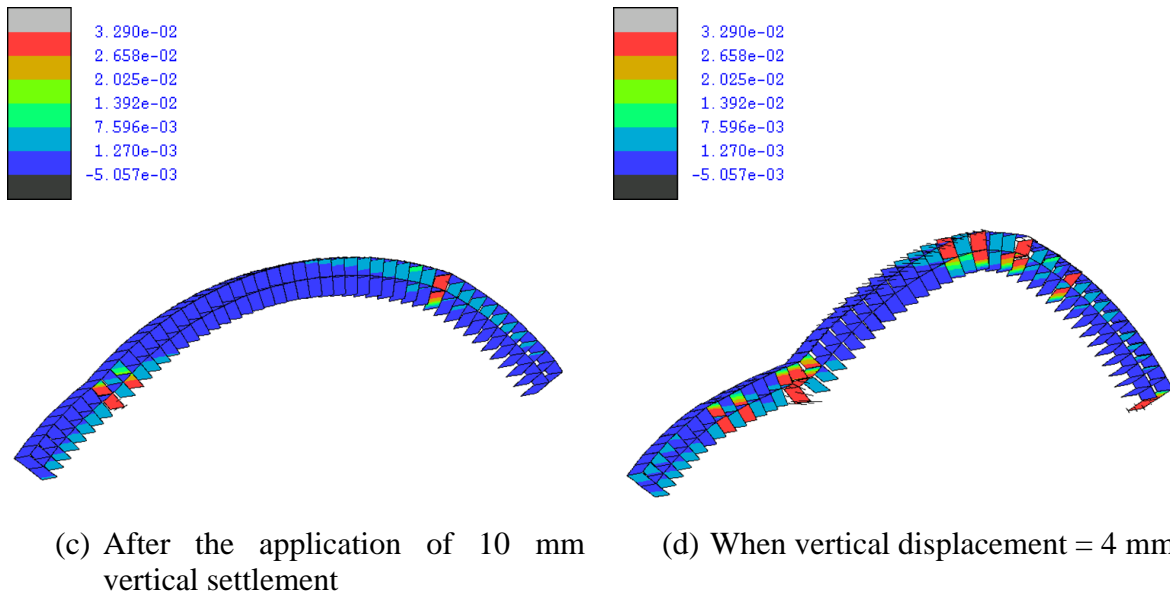 3.290e-02
2.658e-02
2.025e-02
1.392e-02
7.596e-03
1.270e-03
-5.057e-03
3.290e-02
2.658e-02
2.025e-02
1.392e-02
7.596e-03
1.270e-03
-5.057e-03
(c) After the application of 10 mm
vertical settlement
(d) When vertical displacement = 4 mm